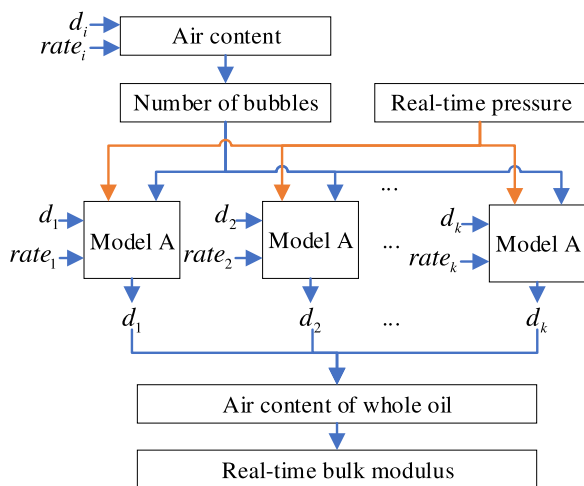 d_i
rate_i
Air content
Number of bubbles
Real-time pressure
...
d_1
d_2
d_k
Model A
Model A
Model A
rate_1
rate_2
...
rate_k
d_1
d_2
...
d_k
Air content of whole oil
Real-time bulk modulus